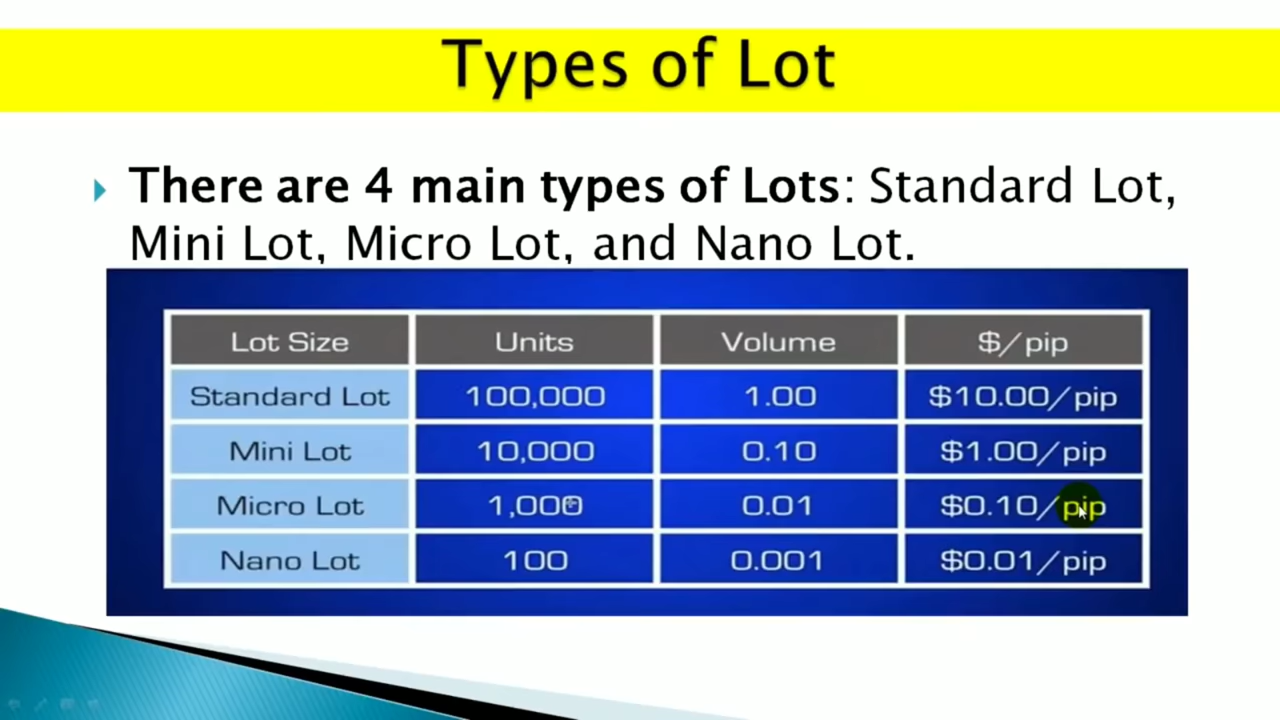 Types of Lot
There are 4 main types of Lots: Standard Lot,
Mini Lot, Micro Lot, and Nano Lot.
Lot Size Units Volume $/pip
Standard Lot 100,000 1.00 $10.00/pip
Mini Lot 10,000 0.10 $1.00/pip
Micro Lot 1,000 0.01 $0.10/pip
Nano Lot 100 0.001 $0.01/pip